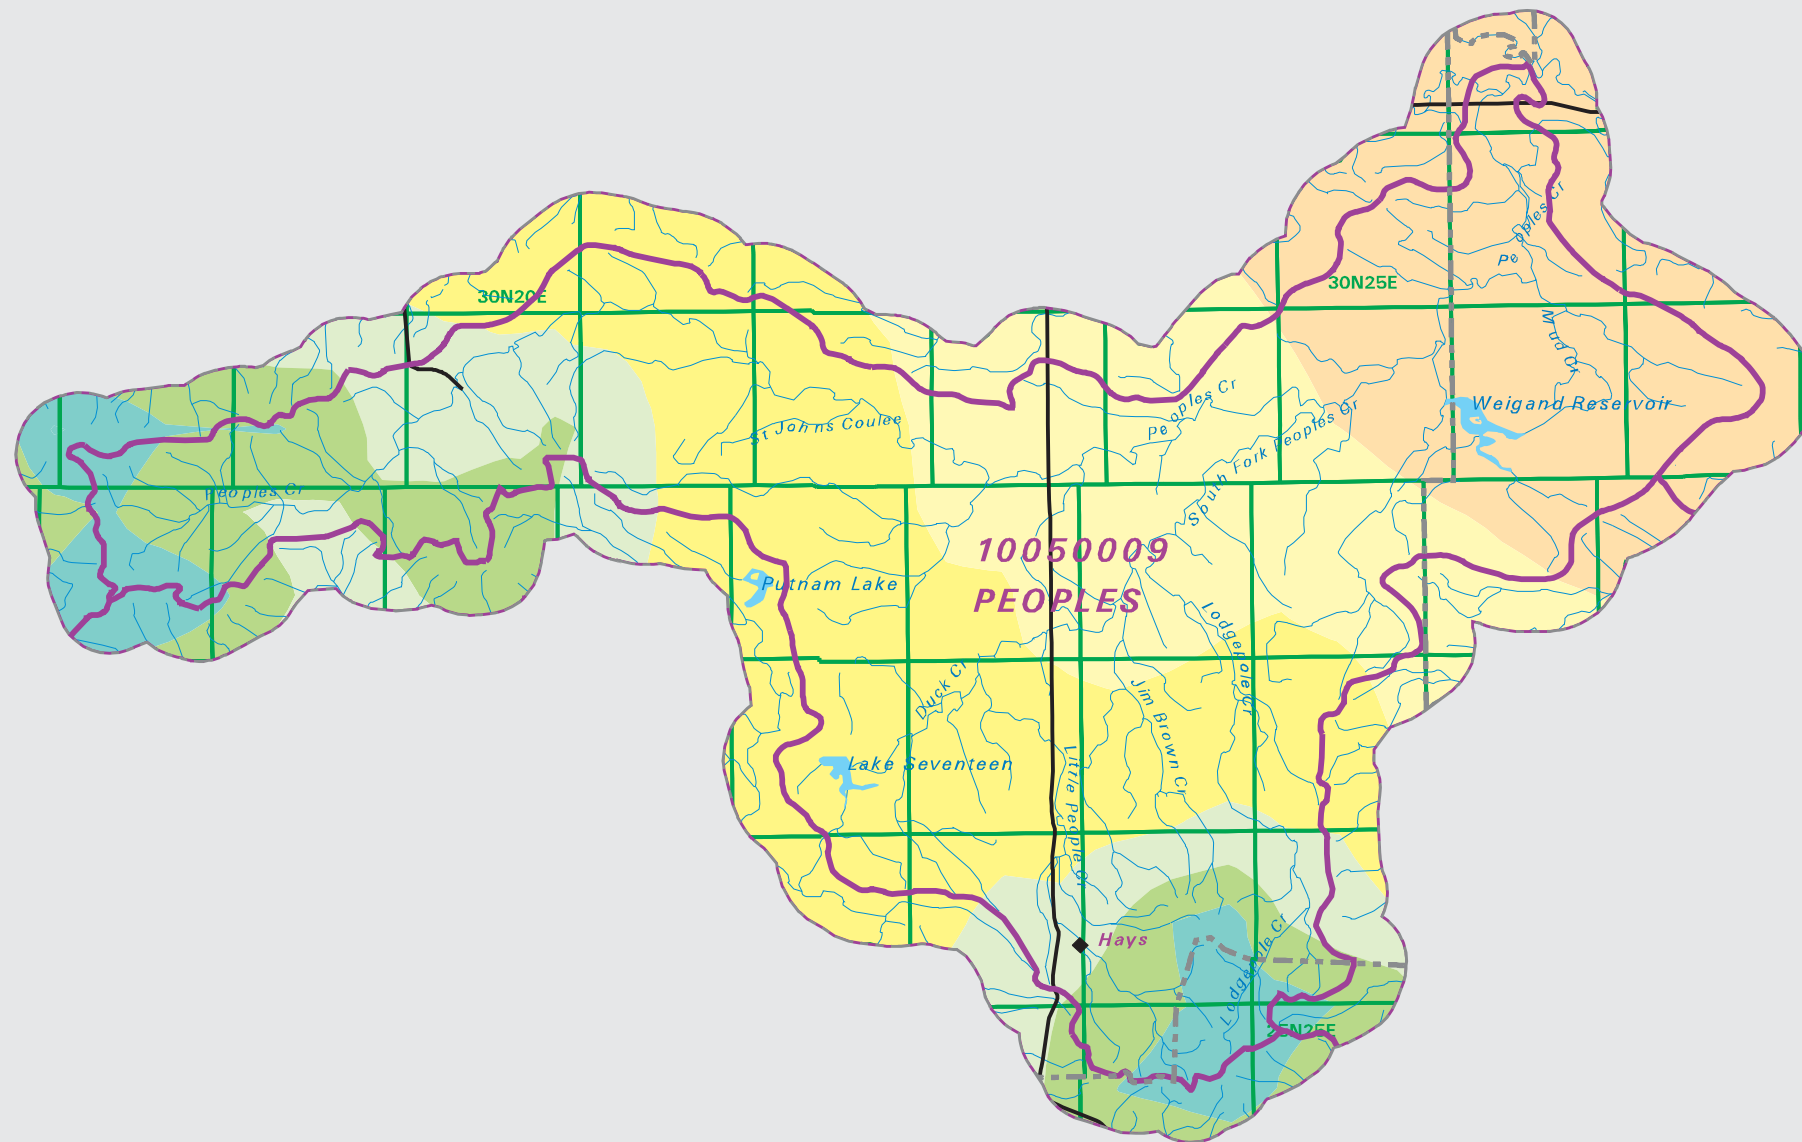 30N20E
30N25E
Peoples Cr
Mud Cr
Weigand Reservoir
Peoples Cr
South Fork Peoples Cr
St Johns Coulee
Peoples Cr
10050009
PEOPLES
Putnam Lake
Lodgepole Cr
Duck Cr
Jim Brown Cr
Lake Seventeen
Little People Cr
Hays
Lodgepole Cr
25N25E